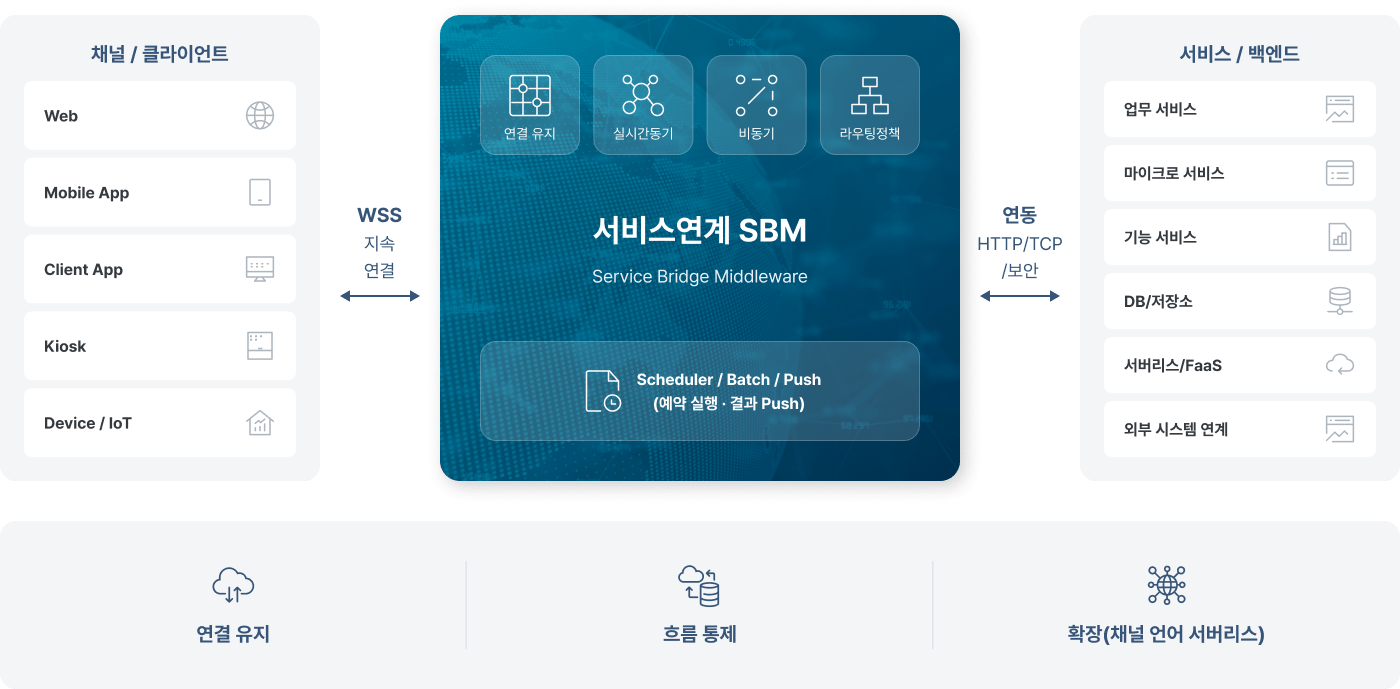 채널 / 클라이언트
Web
Mobile App
Client App
Kiosk
Device / IoT
WSS
지속
연결
연결 유지
실시간동기
비동기
라우팅정책
서비스연계 SBM
Service Bridge Middleware
Scheduler / Batch / Push
(예약 실행 · 결과 Push)
연동
HTTP/TCP
/보안
서비스 / 백엔드
업무 서비스
마이크로 서비스
기능 서비스
DB/저장소
서버리스/FaaS
외부 시스템 연계
연결 유지
흐름 통제
확장(채널 언어 서버리스)